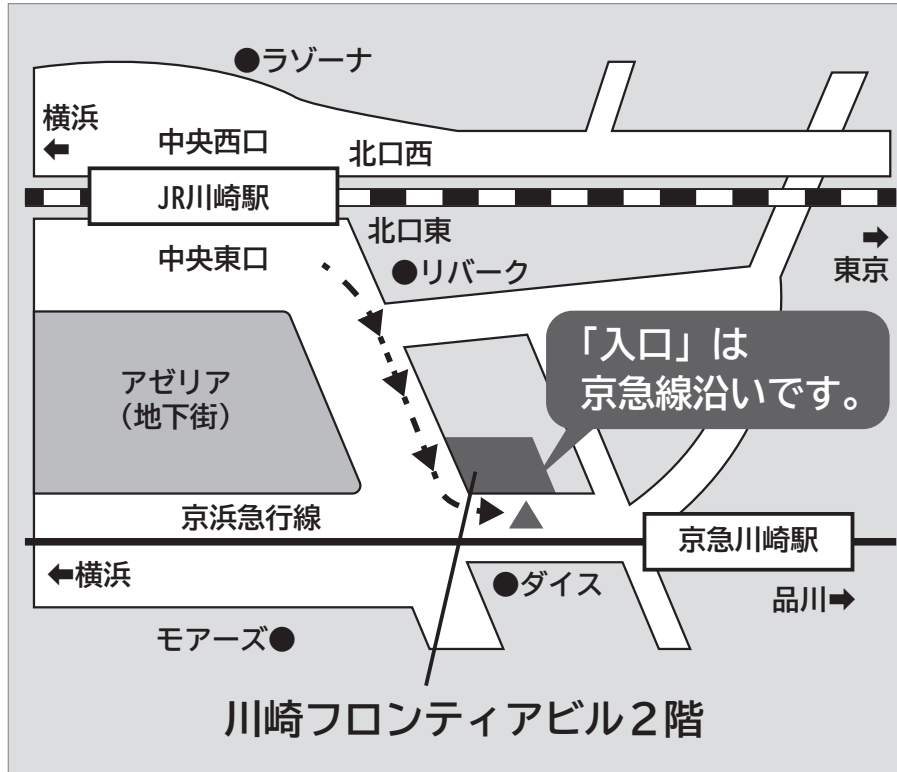 ●ラゾーナ
横浜
←
中央西口
北口西
JR川崎駅
北口東
中央東口
●リバーク
→
東京
「入口」は
京急線沿いです。
アゼリア
（地下街）
京浜急行線
京急川崎駅
←横浜
●ダイス
品川→
モアーズ●
川崎フロンティアビル２階